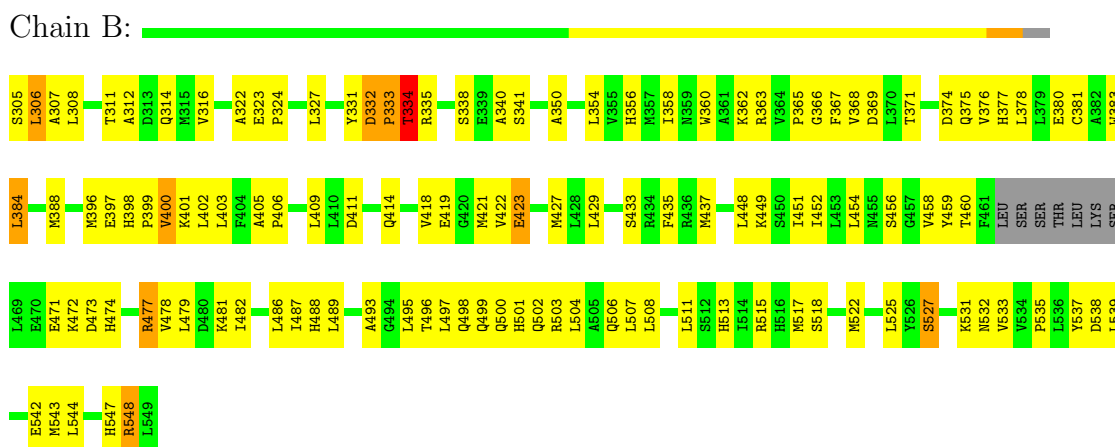 Chain B:
S305 L306 A307 L308 T311 A312 D313 Q314 M315 V316 A322 E323 P324 L327 Y331 D332 P333 T334 R335 S338 E339 A340 S341 A350 L354 V355 H356 M357 I358 N359 W360 A361 K362 R363 V364 P365 G366 F367 V368 D369 L370 T371 D374 Q375 V376 H377 L378 L379 E380 C381 A382 W383
L384 M388 M396 E397 H398 P399 V400 K401 L402 L403 F404 A405 P406 L409 L410 D411 Q414 V418 E419 G420 M421 V422 E423 M427 L428 L429 S433 R434 F435 R436 M437 L448 K449 S450 I451 I452 L453 L454 N455 S456 G457 V458 Y459 T460 F461 LEU SER SER THR LEU LYS SER
L469 E470 E471 K472 D473 H474 R477 V478 L479 D480 K481 I482 L486 I487 H488 L489 A493 G494 L495 T496 L497 Q498 Q499 Q500 H501 Q502 R503 L504 A505 Q506 L507 L508 L511 S512 H513 I514 R515 H516 M517 S518 M522 L525 Y526 S527 K531 N532 V533 V534 P535 L536 Y537 D538 L539
E542 M543 L544 H547 R548 L549